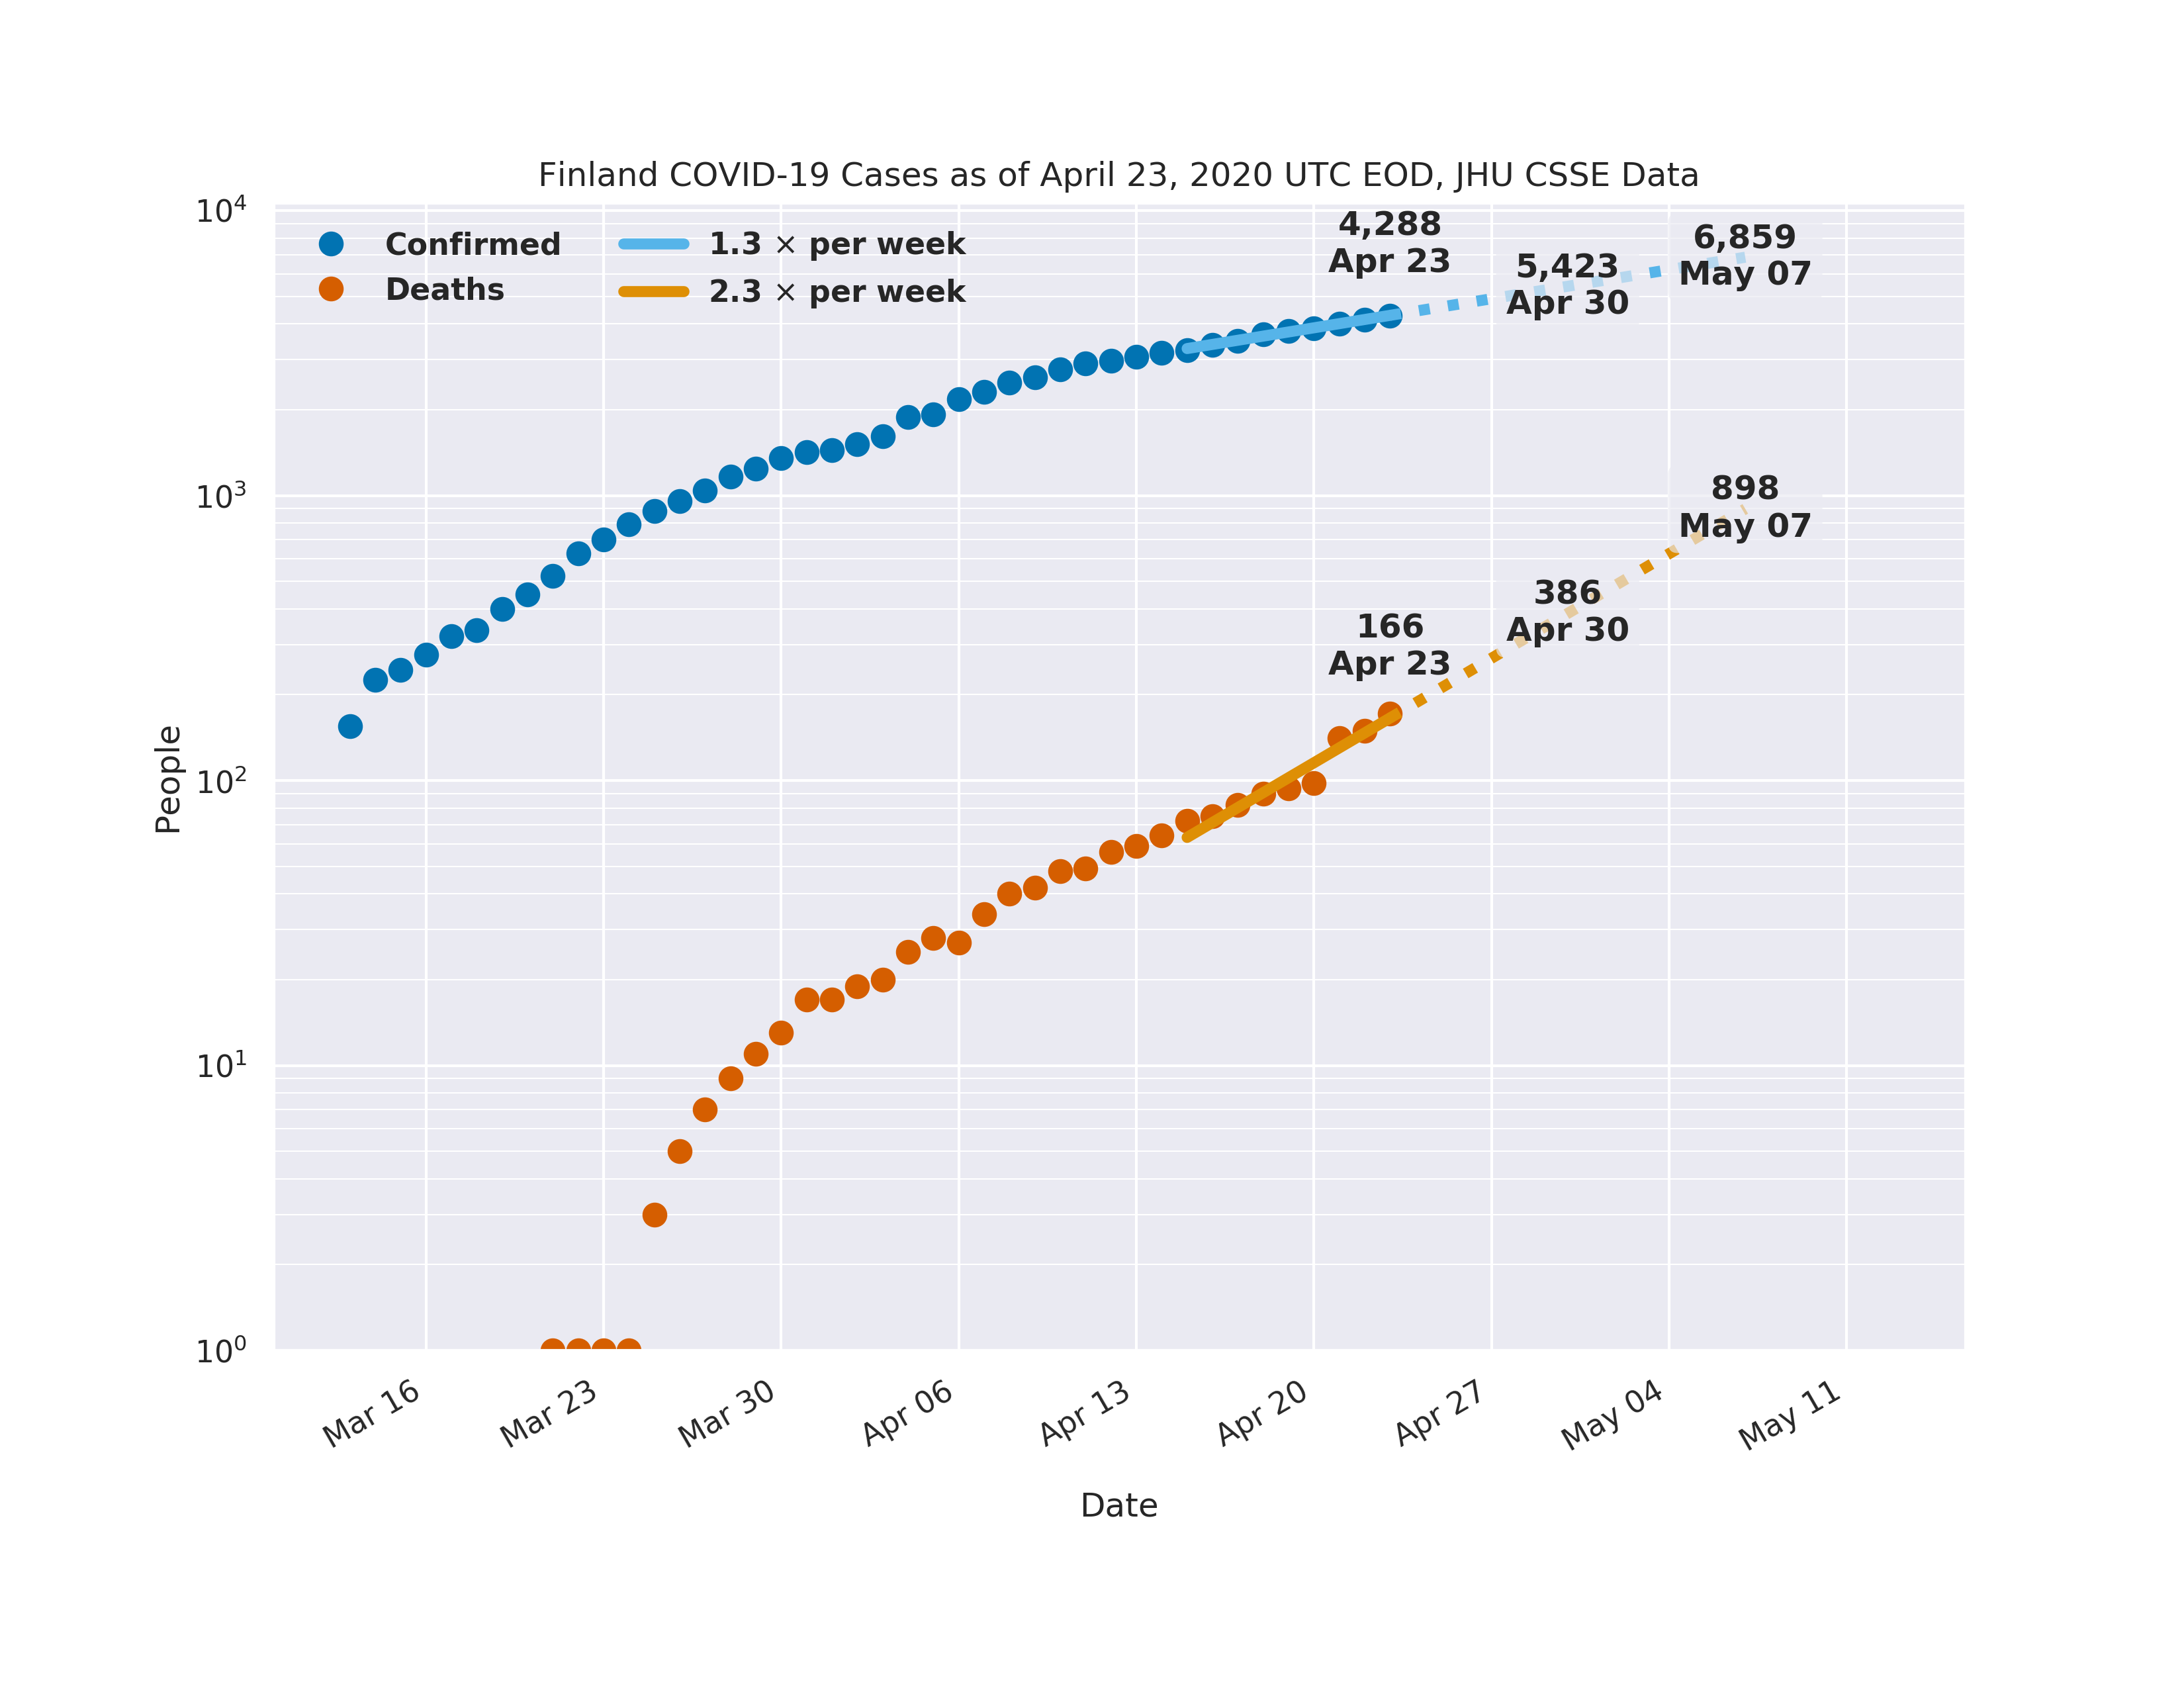 Finland COVID-19 Cases as of April 23, 2020 UTC EOD, JHU CSSE Data
Confirmed
Deaths
1.3 × per week
2.3 × per week
4,288
Apr 23
5,423
Apr 30
6,859
May 07
898
May 07
386
Apr 30
166
Apr 23
People
10⁴
10³
10²
10¹
10⁰
Mar 16
Mar 23
Mar 30
Apr 06
Apr 13
Apr 20
Apr 27
May 04
May 11
Date